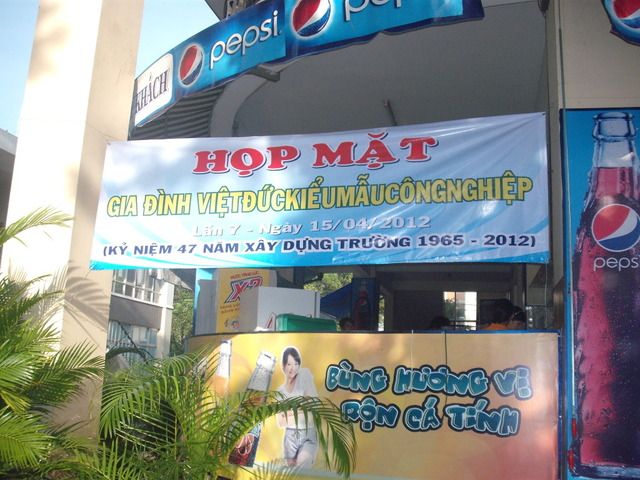 KHÁCH
pepsi
pepsi
HỌP MẶT
GIA ĐÌNH VIỆTĐỨCKIỂUMẪUCÔNGNGHIỆP
Lần 7 - Ngày 15/04/2012
(KỶ NIỆM 47 NĂM XÂY DỰNG TRƯỜNG 1965 - 2012)
pepsi
X2
BÙNG HƯƠNG VỊ
RỘN CÁ TÍNH